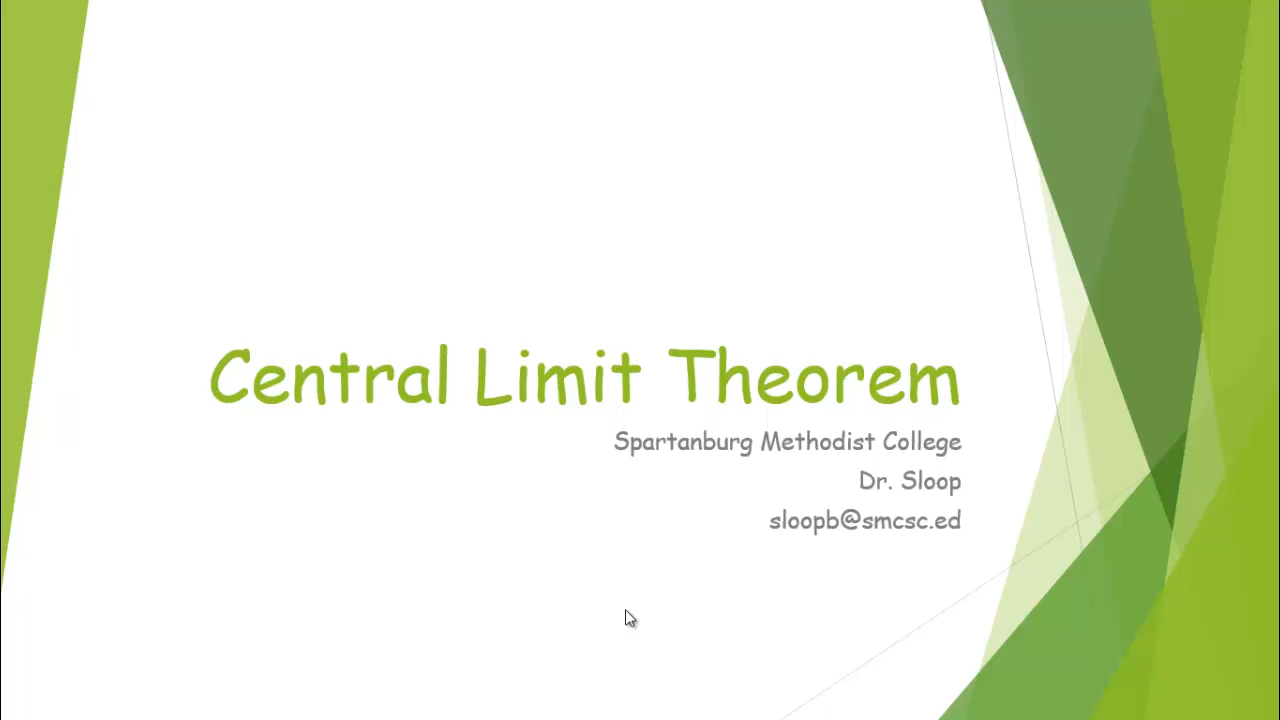 Central Limit Theorem
Spartanburg Methodist College
Dr. Sloop
sloopb@smcsc.ed